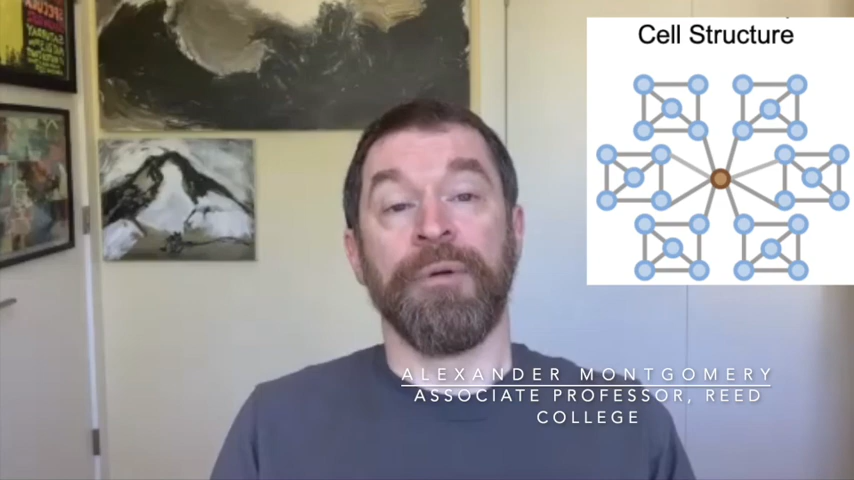 Cell Structure
ALEXANDER MONTGOMERY
ASSOCIATE PROFESSOR, REED
COLLEGE